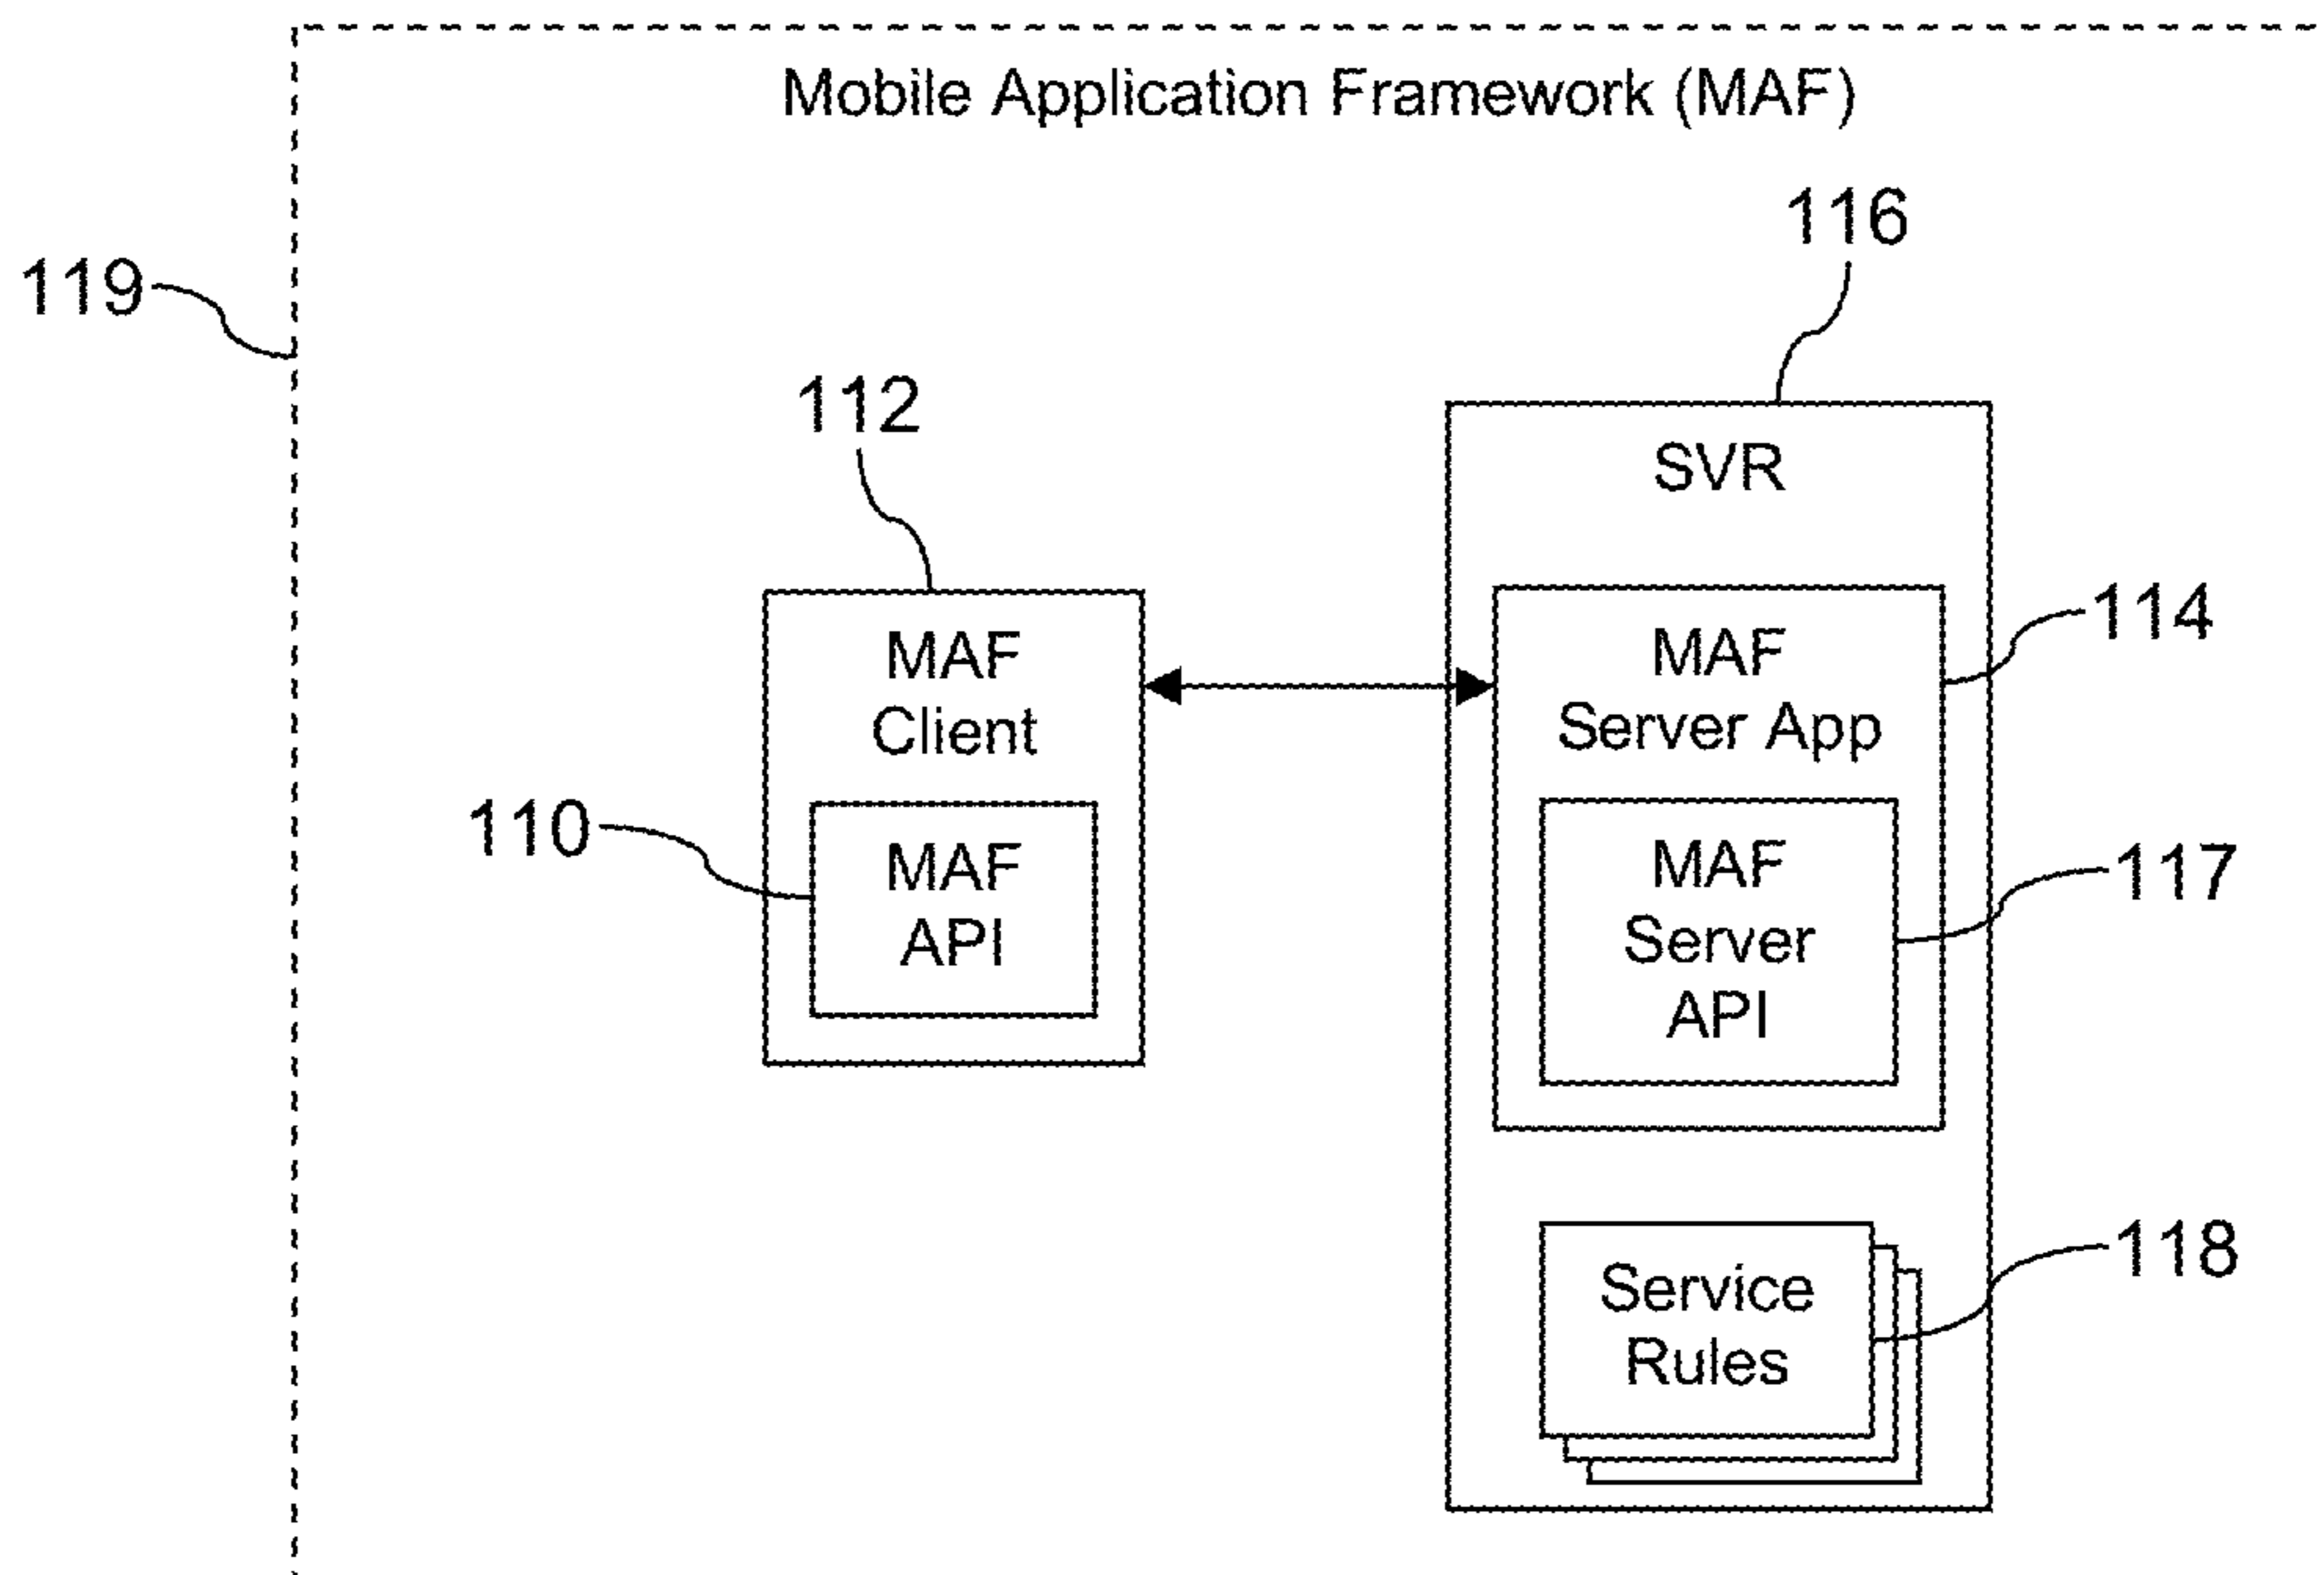 Mobile Application Framework (MAF)
116
119
112
SVR
114
MAF
Client
MAF
Server App
110
MAF
API
MAF
Server
API
117
118
Service
Rules